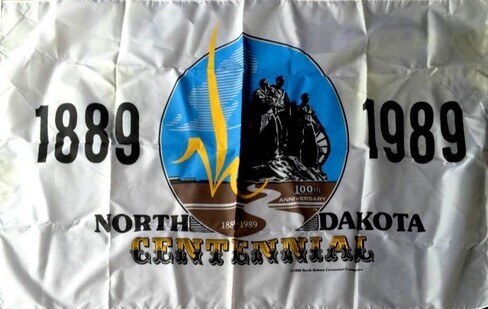 1889 1989
100th
ANNIVERSARY
1889-1989
NORTH DAKOTA
CENTENNIAL